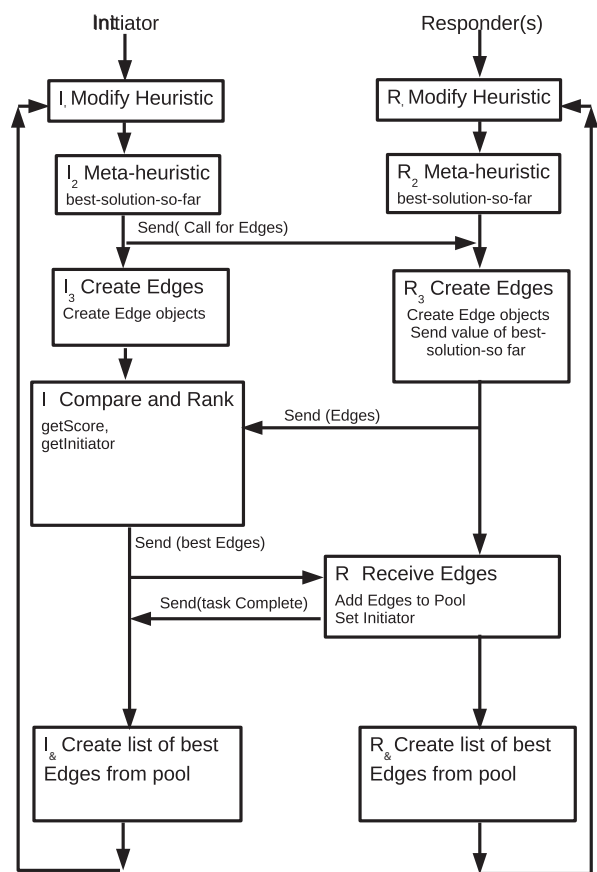 Initiator
Responder(s)
I, Modify Heuristic
R, Modify Heuristic
I2 Meta-heuristic
best-solution-so-far
R2 Meta-heuristic
best-solution-so-far
Send( Call for Edges)
I3 Create Edges
Create Edge objects
R3 Create Edges
Create Edge objects
Send value of best-
solution-so far
I Compare and Rank
getScore,
getInitiator
Send (Edges)
Send (best Edges)
R Receive Edges
Add Edges to Pool
Set Initiator
Send(task Complete)
I& Create list of best
Edges from pool
R& Create list of best
Edges from pool